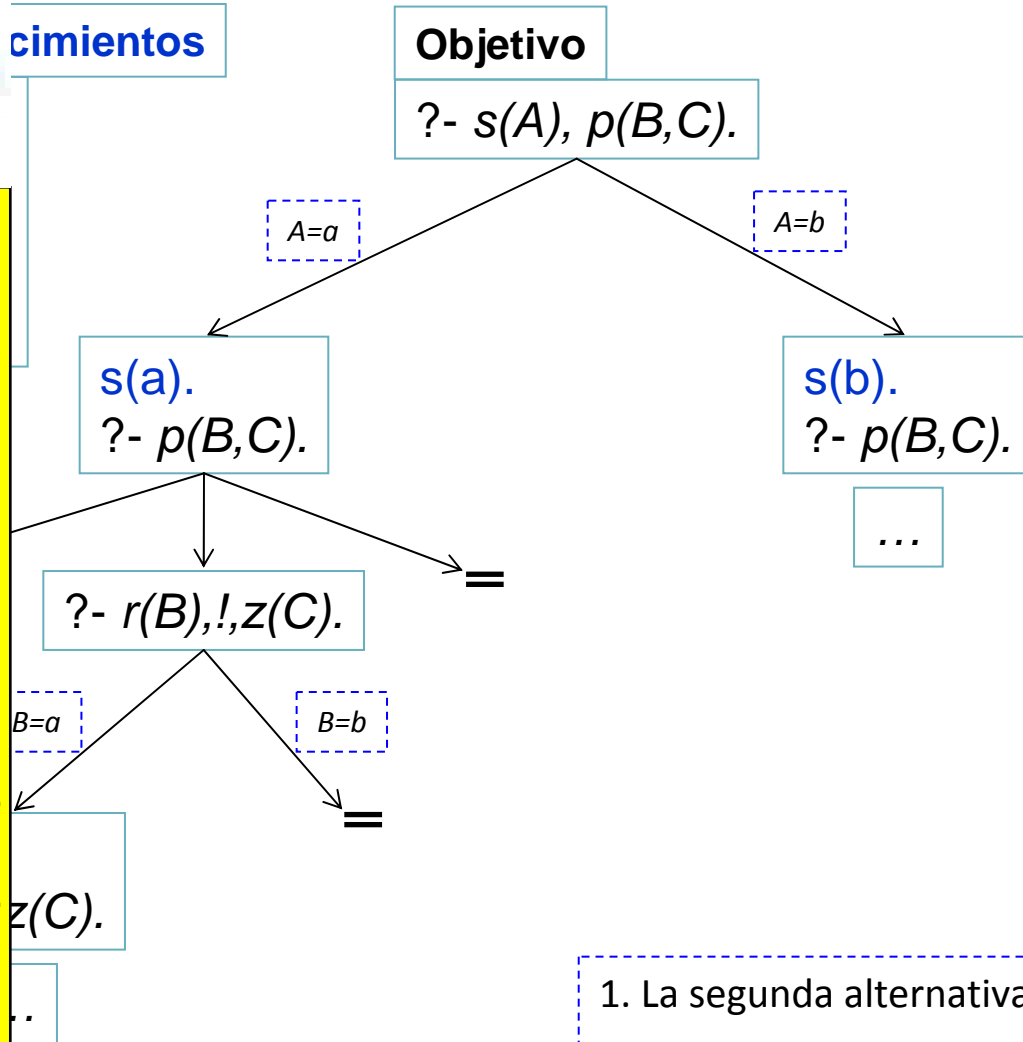 cimientos
Objetivo
?- s(A), p(B,C).
A=a
A=b
s(a).
?- p(B,C).
s(b).
?- p(B,C).
…
=
?- r(B),!,z(C).
B=a
B=b
=
z(C).
..
1. La segunda alternativa